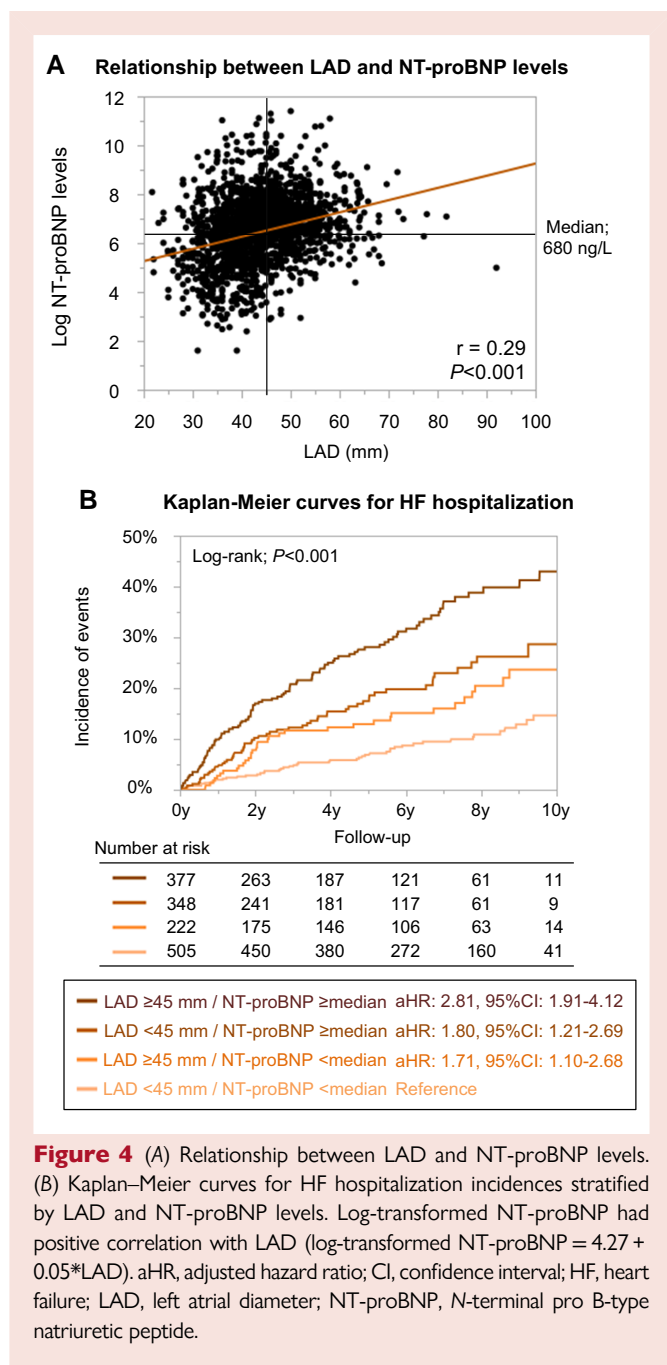 A Relationship between LAD and NT-proBNP levels
12
10
8
6
4
2
0
Log NT-proBNP levels
Median;
680 ng/L
r = 0.29
P<0.001
20 30 40 50 60 70 80 90 100
LAD (mm)
B Kaplan-Meier curves for HF hospitalization
50%
40%
30%
20%
10%
0%
Incidence of events
Log-rank; P<0.001
0y 2y 4y 6y 8y 10y
Follow-up
Number at risk
377 263 187 121 61 11
348 241 181 117 61 9
222 175 146 106 63 14
505 450 380 272 160 41
LAD ≥45 mm / NT-proBNP ≥median aHR: 2.81, 95%CI: 1.91-4.12
LAD <45 mm / NT-proBNP ≥median aHR: 1.80, 95%CI: 1.21-2.69
LAD ≥45 mm / NT-proBNP <median aHR: 1.71, 95%CI: 1.10-2.68
LAD <45 mm / NT-proBNP <median Reference
Figure 4 (A) Relationship between LAD and NT-proBNP levels.
(B) Kaplan–Meier curves for HF hospitalization incidences stratified
by LAD and NT-proBNP levels. Log-transformed NT-proBNP had
positive correlation with LAD (log-transformed NT-proBNP = 4.27 +
0.05*LAD). aHR, adjusted hazard ratio; CI, confidence interval; HF, heart
failure; LAD, left atrial diameter; NT-proBNP, N-terminal pro B-type
natriuretic peptide.